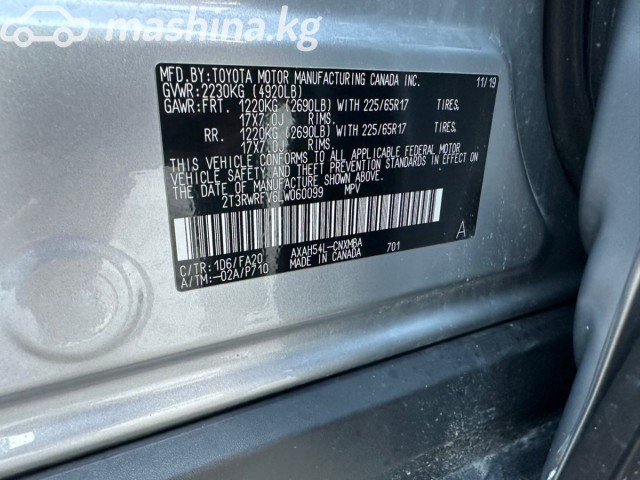 mashina.kg
MFD.BY:TOYOTA MOTOR MANUFACTURING CANADA INC. 11/19
GVWR:2230KG (4920LB)
GAWR:FRT. 1220KG(2690LB)WITH 225/65R17 TIRES.
17X7.0J RIMS.
RR. 1220KG(2690LB)WITH 225/65R17 TIRES.
17X7.0J RIMS.
THIS VEHICLE CONFORMS TO ALL APPLICABLE FEDERAL MOTOR
VEHICLE SAFETY AND THEFT PREVENTION STANDARDS IN EFFECT
ON THE DATE OF MANUFACTURE SHOWN ABOVE.
2T3RWRFV6LW060099 MPV
C/TR:1D6/FA20 AXAH54L-CNXMBA A
A/TM:-02A/P710 MADE IN CANADA 701